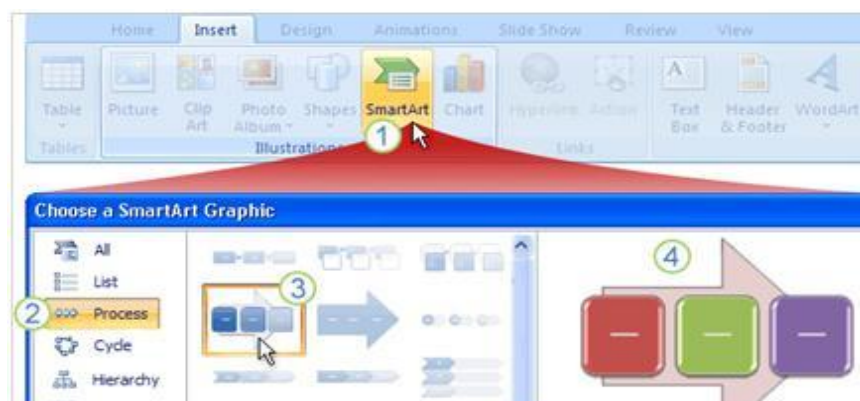 Home Insert Design Animations Slide Show Review View
Table Picture Clip Art Photo Album Shapes SmartArt Chart Hyperlink Action Text Box Header & Footer WordArt
Tables Illustrations Links
1
Choose a SmartArt Graphic
All
List
2 Process
Cycle
Hierarchy
3
4